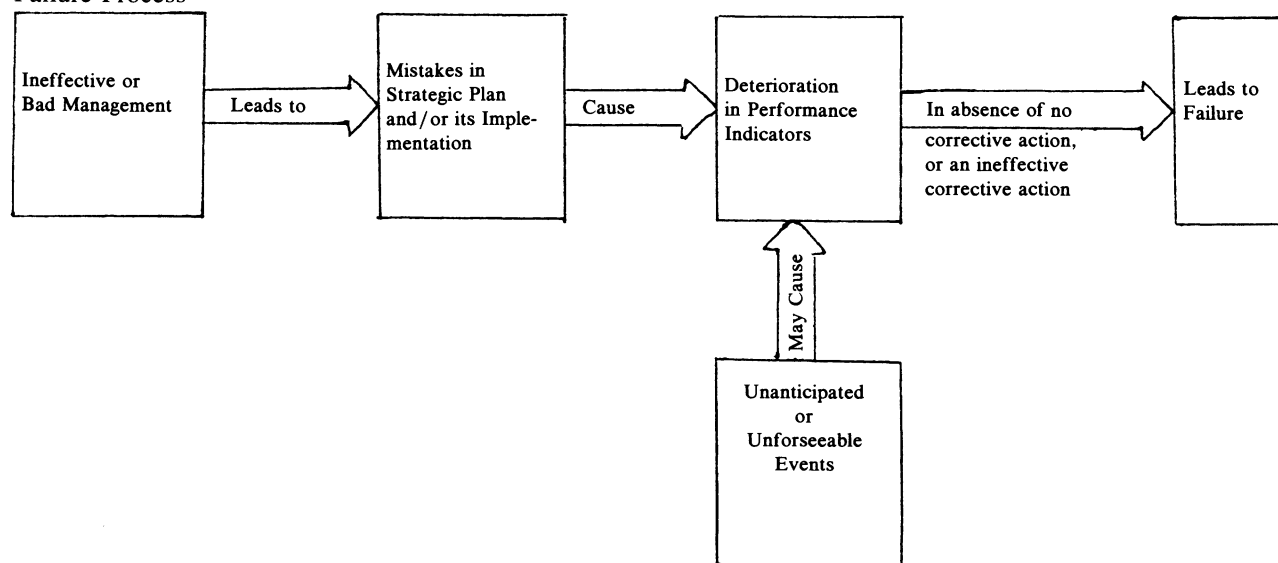 Failure Process
Ineffective or
Bad Management
Leads to
Mistakes in
Strategic Plan
and/or its Imple-
mentation
Cause
Deterioration
in Performance
Indicators
In absence of no
corrective action,
or an ineffective
corrective action
Leads to
Failure
May Cause
Unanticipated
or
Unforseeable
Events